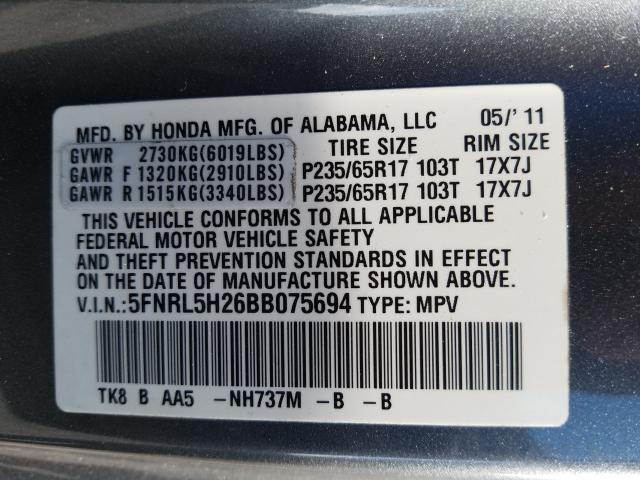 MFD. BY HONDA MFG. OF ALABAMA, LLC 05/'11
GVWR 2730KG(6019LBS) TIRE SIZE RIM SIZE
GAWR F 1320KG(2910LBS) P235/65R17 103T 17X7J
GAWR R 1515KG(3340LBS) P235/65R17 103T 17X7J
THIS VEHICLE CONFORMS TO ALL APPLICABLE
FEDERAL MOTOR VEHICLE SAFETY
AND THEFT PREVENTION STANDARDS IN EFFECT
ON THE DATE OF MANUFACTURE SHOWN ABOVE.
V.I.N.:5FNRL5H26BB075694 TYPE: MPV
TK8 B AA5 -NH737M -B -B